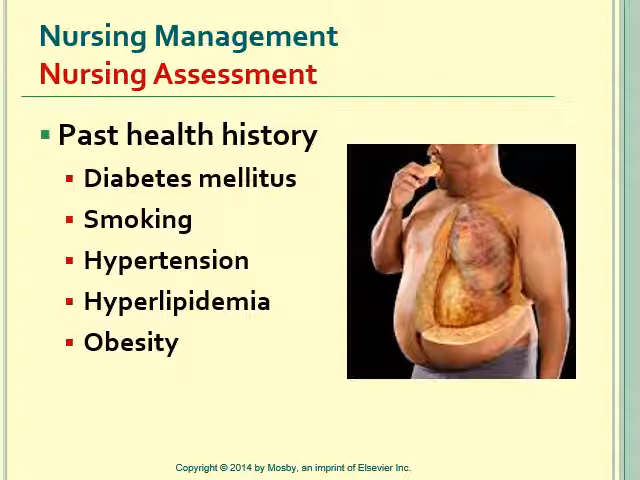 Nursing Management
Nursing Assessment
Past health history
Diabetes mellitus
Smoking
Hypertension
Hyperlipidemia
Obesity
Copyright © 2014 by Mosby, an imprint of Elsevier Inc.